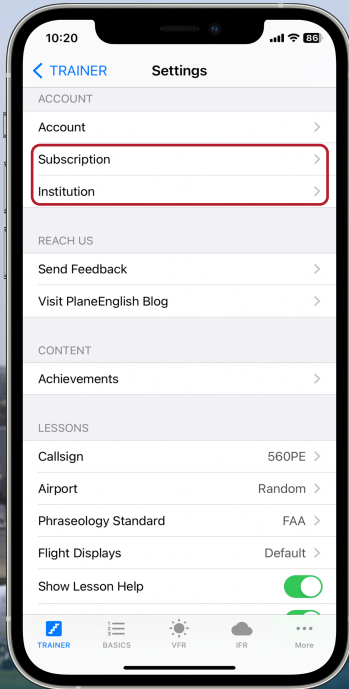 10:20 86
TRAINER Settings
ACCOUNT
Account
Subscription
Institution
REACH US
Send Feedback
Visit PlaneEnglish Blog
CONTENT
Achievements
LESSONS
Callsign 560PE
Airport Random
Phraseology Standard FAA
Flight Displays Default
Show Lesson Help
TRAINER BASICS VFR IFR More